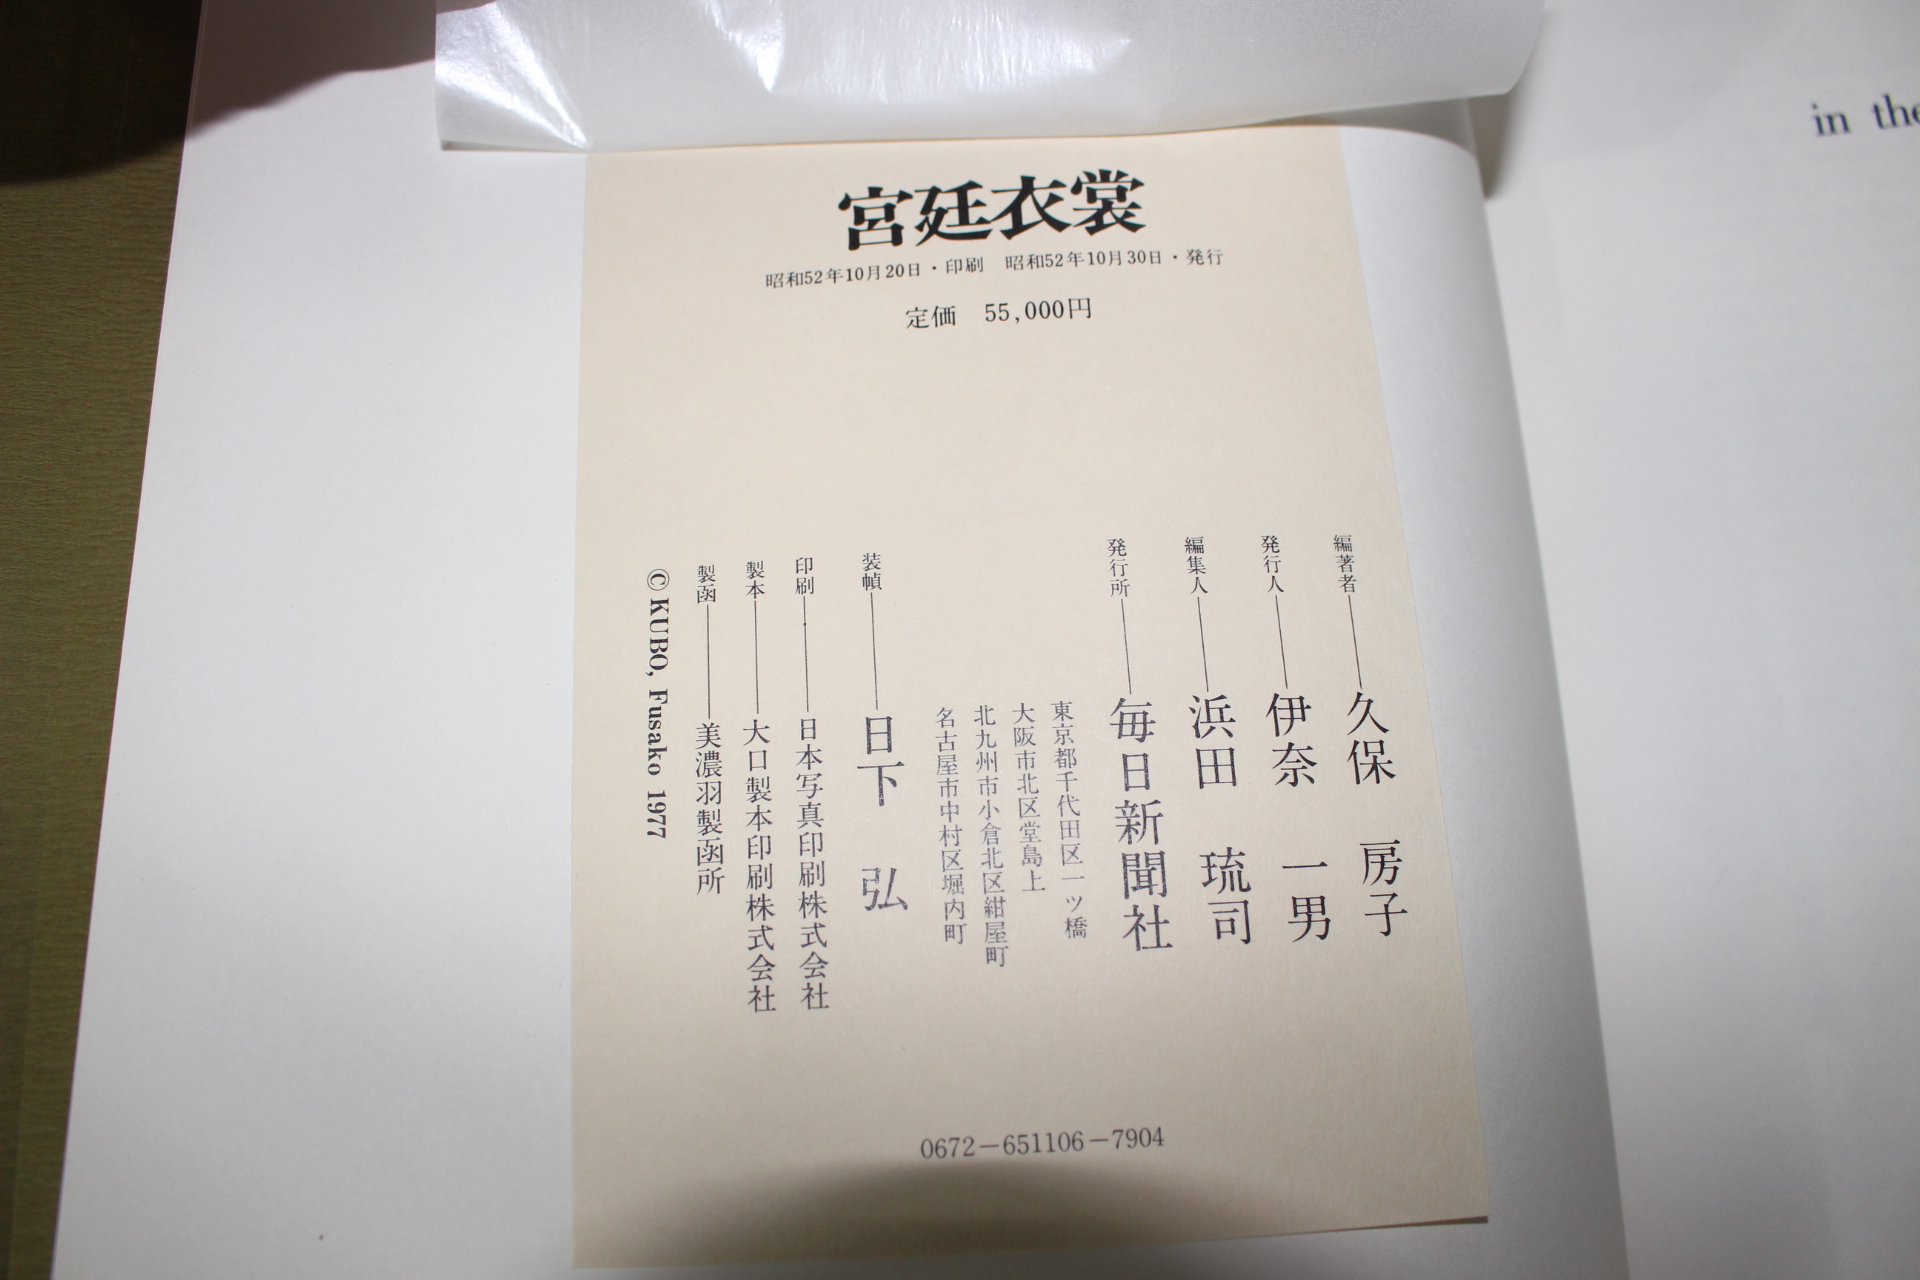 宮廷衣裳
昭和52年10月20日・印刷　昭和52年10月30日・発行
定価　55,000円
編著者―久保　房子
発行人―伊奈　一男
編集人―浜田　琉司
発行所―毎日新聞社
東京都千代田区一ツ橋
大阪市北区堂島上
北九州市小倉北区紺屋町
名古屋市中村区堀内町
装幀―日下　弘
印刷―日本写真印刷株式会社
製本―大口製本印刷株式会社
製函―美濃羽製函所
© KUBO, Fusako 1977
0672－651106－7904
in the